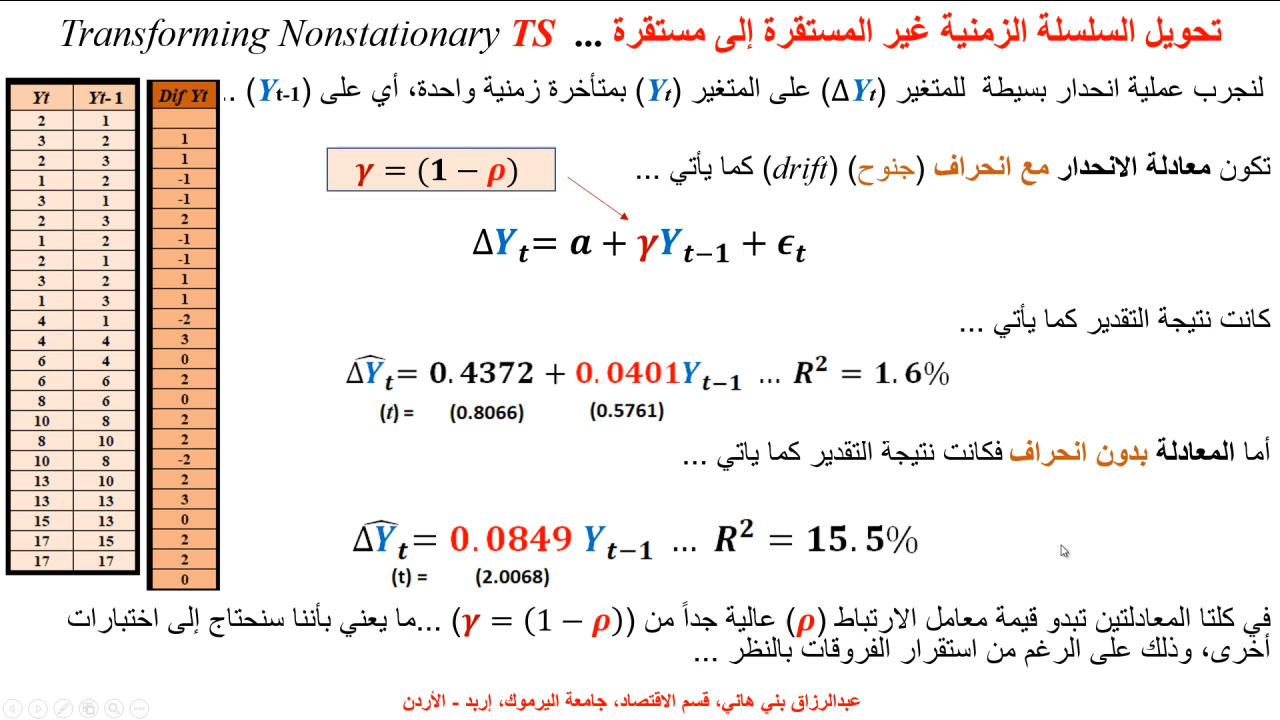 تحويل السلسلة الزمنية غير المستقرة إلى مستقرة ... Transforming Nonstationary TS
لنجرب عملية انحدار بسيطة للمتغير (ΔYt) على المتغير (Yt) بمتأخرة زمنية واحدة، أي على (Yt-1) ..
تكون معادلة الانحدار مع انحراف (جنوح) (drift) كما يأتي ...
γ = (1 − ρ)
ΔYt= a + γYt−1 + ϵt
كانت نتيجة التقدير كما يأتي ...
ΔŶt= 0.4372 + 0.0401Yt−1 ... R² = 1.6%
(t) = (0.8066) (0.5761)
أما المعادلة بدون انحراف فكانت نتيجة التقدير كما ياتي ...
ΔŶt= 0.0849 Yt−1 ... R² = 15.5%
(t) = (2.0068)
في كلتا المعادلتين تبدو قيمة معامل الارتباط (ρ) عالية جداً من (γ = (1 − ρ)) ...ما يعني بأننا سنحتاج إلى اختبارات
أخرى، وذلك على الرغم من استقرار الفروقات بالنظر ...
Yt Yt-1 Dif Yt
2 1
3 2 1
2 3 1
1 2 -1
3 1 -1
2 3 2
1 2 -1
2 1 -1
3 2 1
1 3 1
4 1 -2
4 4 3
6 4 0
6 6 2
8 6 0
10 8 2
8 10 2
10 8 -2
13 10 2
13 13 3
15 13 0
17 15 2
17 17 2
0
عبدالرزاق بني هاني، قسم الاقتصاد، جامعة اليرموك، إربد - الأردن